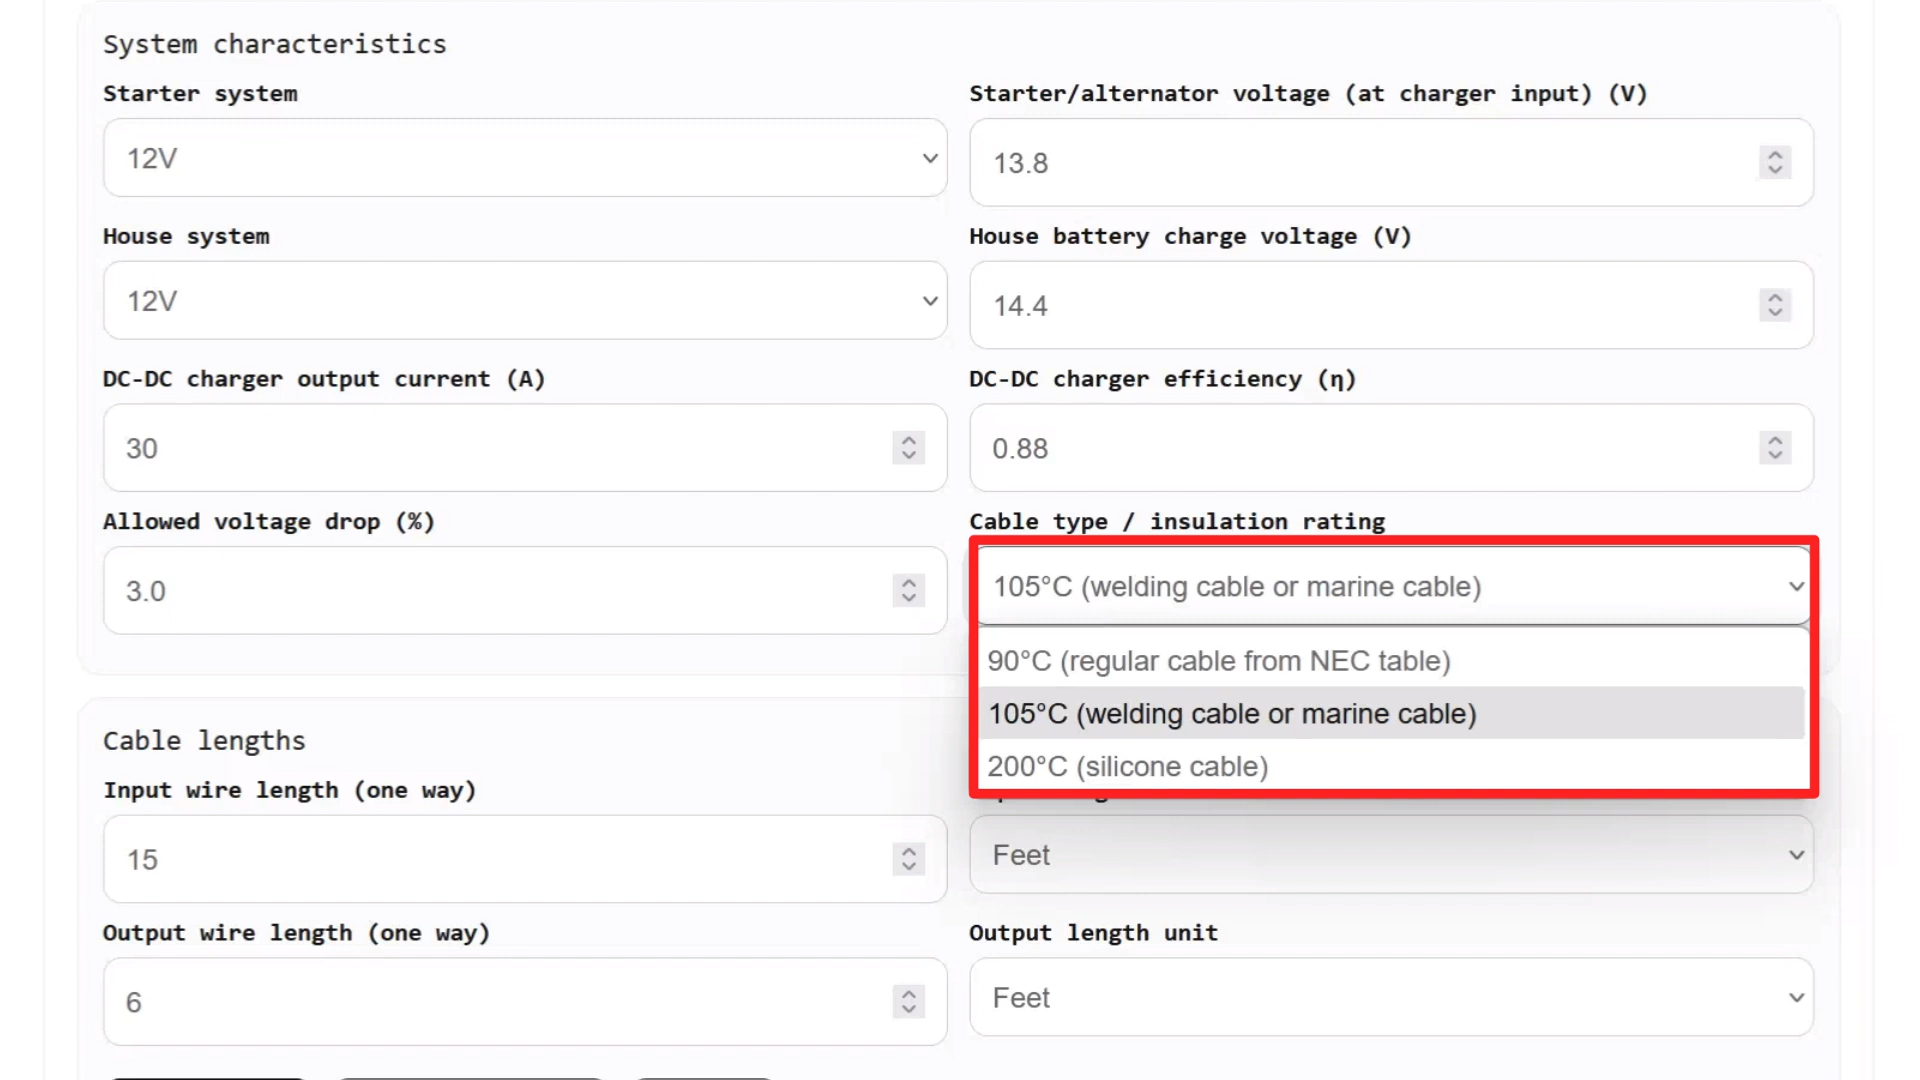 System characteristics
Starter system
Starter/alternator voltage (at charger input) (V)
12V
13.8
House system
House battery charge voltage (V)
12V
14.4
DC-DC charger output current (A)
DC-DC charger efficiency (η)
30
0.88
Allowed voltage drop (%)
Cable type / insulation rating
3.0
105°C (welding cable or marine cable)
90°C (regular cable from NEC table)
105°C (welding cable or marine cable)
200°C (silicone cable)
Cable lengths
Input wire length (one way)
15
Feet
Output wire length (one way)
Output length unit
6
Feet